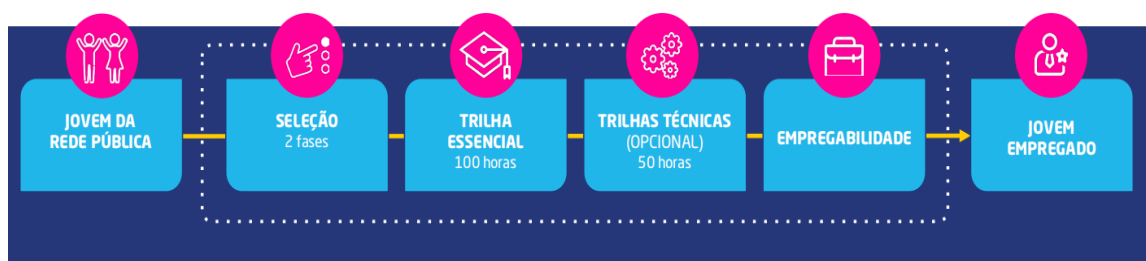 JOVEM DA
REDE PÚBLICA
SELEÇÃO
2 fases
TRILHA
ESSENCIAL
100 horas
TRILHAS TÉCNICAS
(OPCIONAL)
50 horas
EMPREGABILIDADE
JOVEM
EMPREGADO